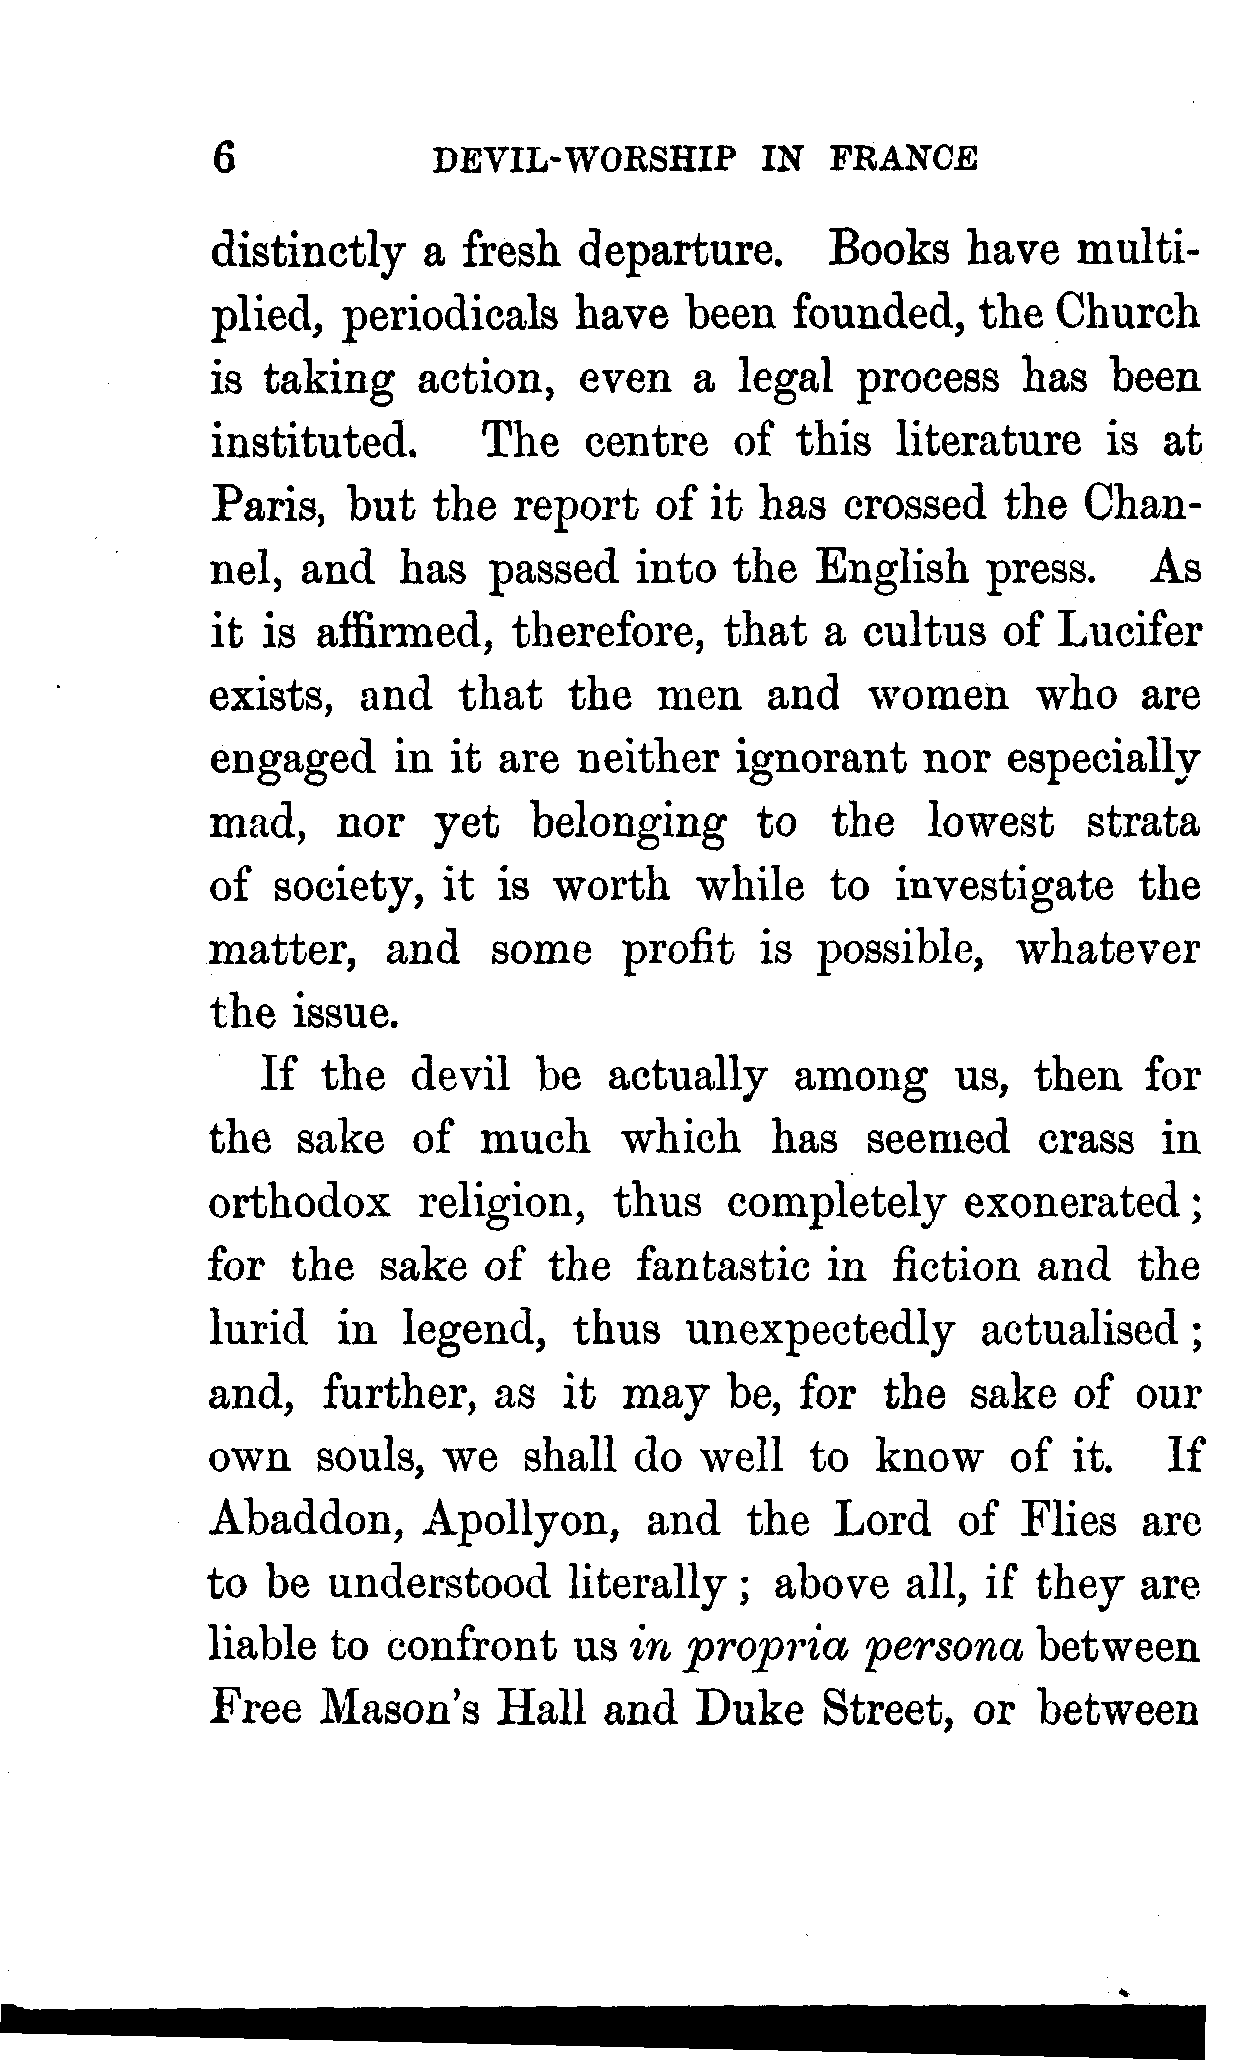 6 DEVIL-WORSHIP IN FRANCE
distinctly a fresh departure. Books have multi-
plied, periodicals have been founded, the Church
is taking action, even a legal process has been
instituted. The centre of this literature is at
Paris, but the report of it has crossed the Chan-
nel, and has passed into the English press. As
it is affirmed, therefore, that a cultus of Lucifer
exists, and that the men and women who are
engaged in it are neither ignorant nor especially
mad, nor yet belonging to the lowest strata
of society, it is worth while to investigate the
matter, and some profit is possible, whatever
the issue.
If the devil be actually among us, then for
the sake of much which has seemed crass in
orthodox religion, thus completely exonerated;
for the sake of the fantastic in fiction and the
lurid in legend, thus unexpectedly actualised;
and, further, as it may be, for the sake of our
own souls, we shall do well to know of it. If
Abaddon, Apollyon, and the Lord of Flies are
to be understood literally; above all, if they are
liable to confront us in propria persona between
Free Mason's Hall and Duke Street, or between